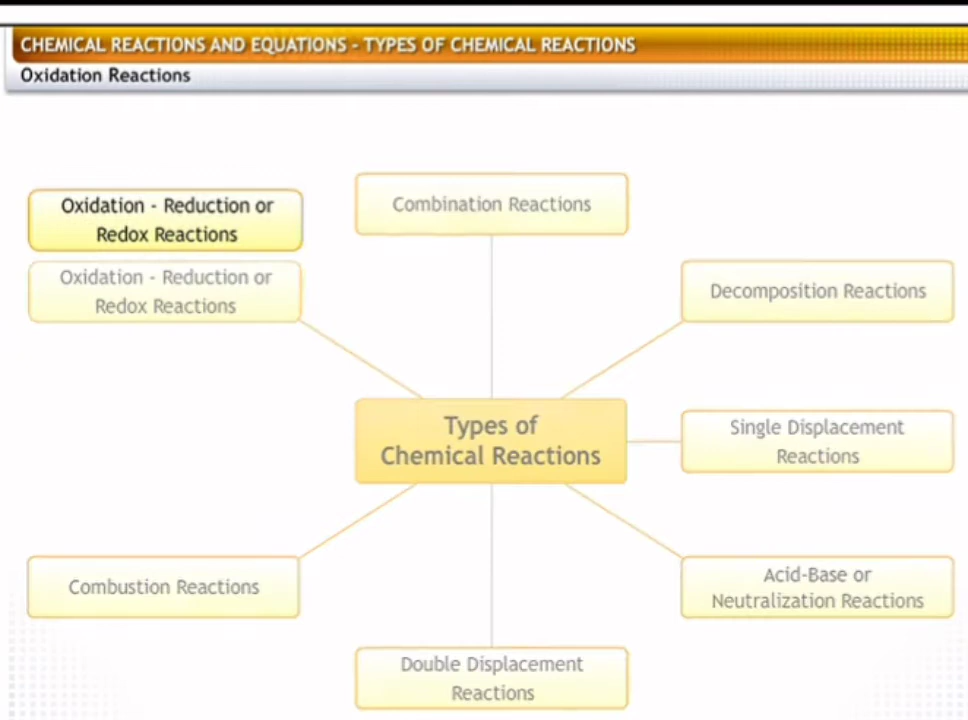 CHEMICAL REACTIONS AND EQUATIONS - TYPES OF CHEMICAL REACTIONS
Oxidation Reactions
Oxidation - Reduction or
Redox Reactions
Combination Reactions
Oxidation - Reduction or
Redox Reactions
Decomposition Reactions
Types of
Chemical Reactions
Single Displacement
Reactions
Combustion Reactions
Acid-Base or
Neutralization Reactions
Double Displacement
Reactions